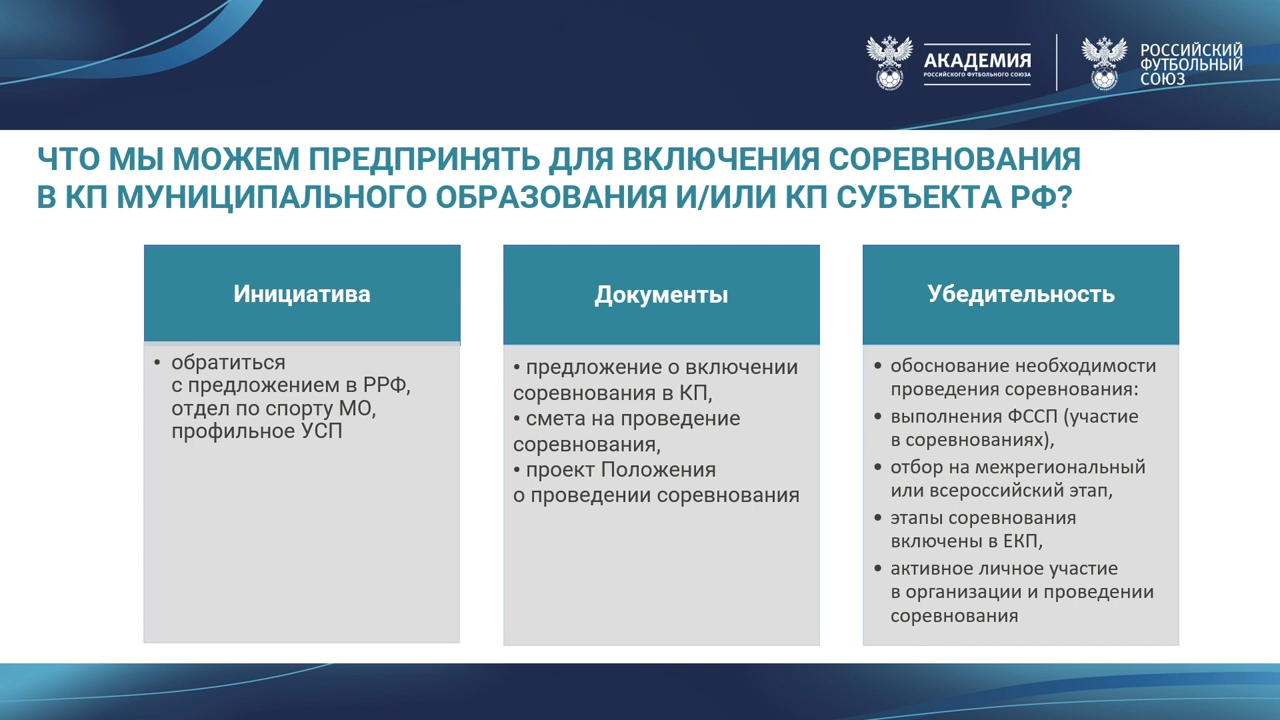 АКАДЕМИЯ
РОССИЙСКОГО ФУТБОЛЬНОГО СОЮЗА
РОССИЙСКИЙ
ФУТБОЛЬНЫЙ
СОЮЗ
ЧТО МЫ МОЖЕМ ПРЕДПРИНЯТЬ ДЛЯ ВКЛЮЧЕНИЯ СОРЕВНОВАНИЯ
В КП МУНИЦИПАЛЬНОГО ОБРАЗОВАНИЯ И/ИЛИ КП СУБЪЕКТА РФ?
Инициатива
• обратиться
с предложением в РРФ,
отдел по спорту МО,
профильное УСП
Документы
• предложение о включении
соревнования в КП,
• смета на проведение
соревнования,
• проект Положения
о проведении соревнования
Убедительность
• обоснование необходимости
проведения соревнования:
• выполнения ФССП (участие
в соревнованиях),
• отбор на межрегиональный
или всероссийский этап,
• этапы соревнования
включены в ЕКП,
• активное личное участие
в организации и проведении
соревнования